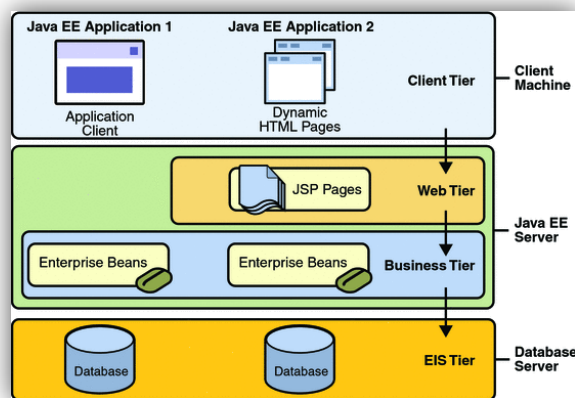 Java EE Application 1
Java EE Application 2
Application
Client
Dynamic
HTML Pages
Client Tier
Client
Machine
JSP Pages
Web Tier
Java EE
Server
Enterprise Beans
Enterprise Beans
Business Tier
Database
Database
EIS Tier
Database
Server